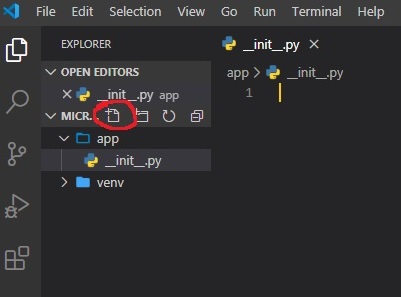 File Edit Selection View Go Run Terminal Help
EXPLORER
OPEN EDITORS
__init__.py app
MICR...
app
__init__.py
venv
__init__.py
app > __init__.py
1